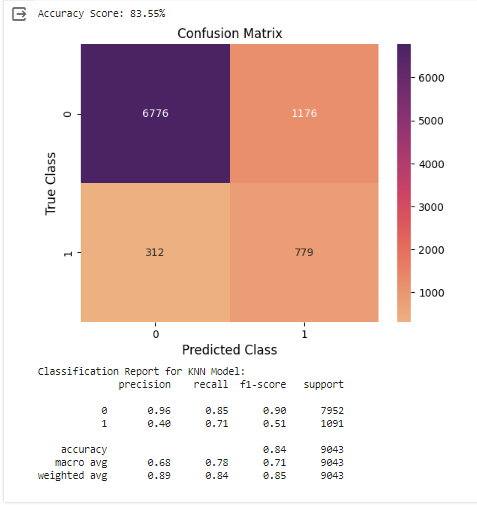 Accuracy Score: 83.55%
Confusion Matrix
6776 1176
312 779
0
1
True Class
0 1
Predicted Class
6000
5000
4000
3000
2000
1000
Classification Report for KNN Model:
precision recall f1-score support
0 0.96 0.85 0.90 7952
1 0.40 0.71 0.51 1091
accuracy 0.84 9043
macro avg 0.68 0.78 0.71 9043
weighted avg 0.89 0.84 0.85 9043